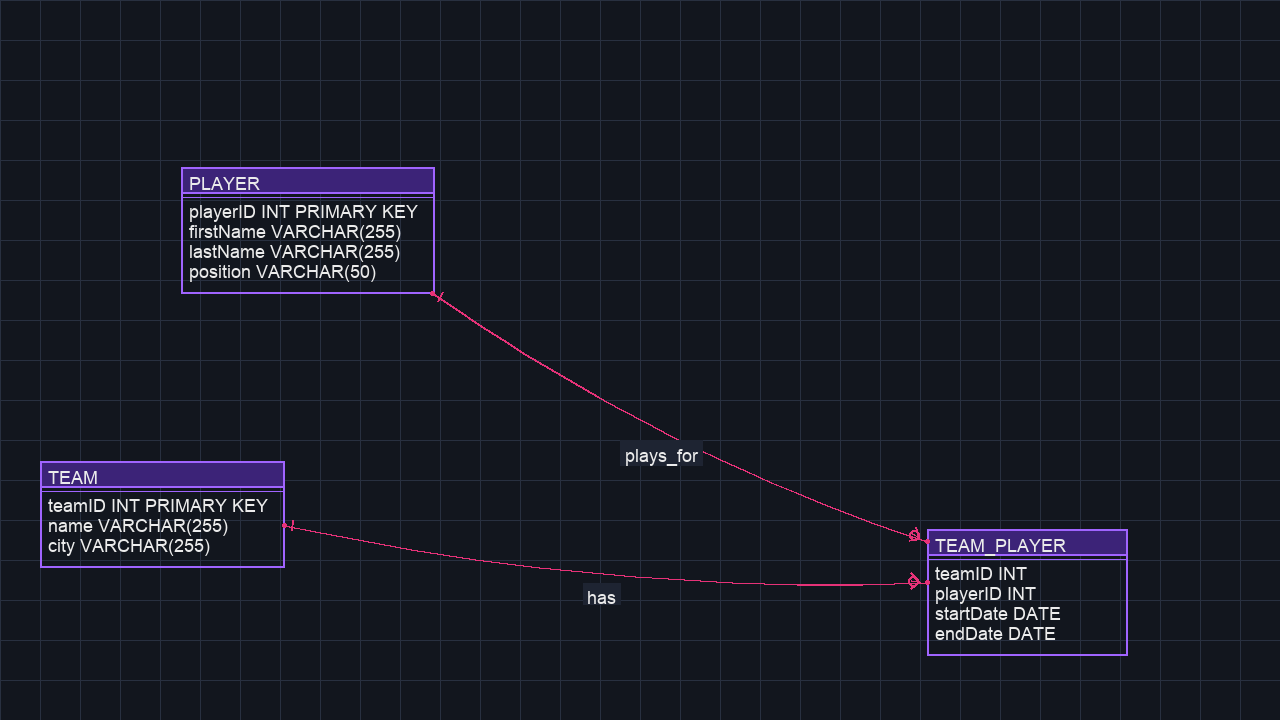 PLAYER
playerID INT PRIMARY KEY
firstName VARCHAR(255)
lastName VARCHAR(255)
position VARCHAR(50)
plays_for
TEAM
teamID INT PRIMARY KEY
name VARCHAR(255)
city VARCHAR(255)
has
TEAM_PLAYER
teamID INT
playerID INT
startDate DATE
endDate DATE